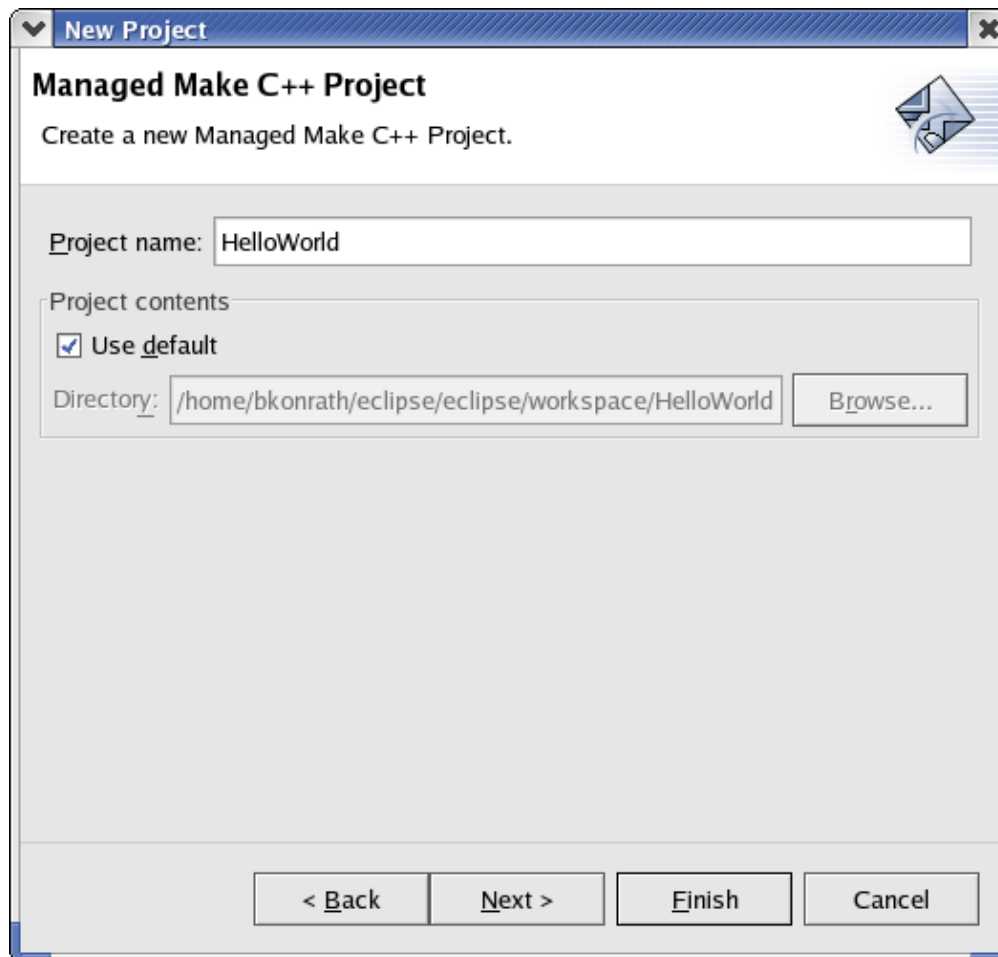 New Project
Managed Make C++ Project
Create a new Managed Make C++ Project.
Project name: HelloWorld
Project contents
Use default
Directory: /home/bkonrath/eclipse/eclipse/workspace/HelloWorld Browse...
< Back Next > Finish Cancel